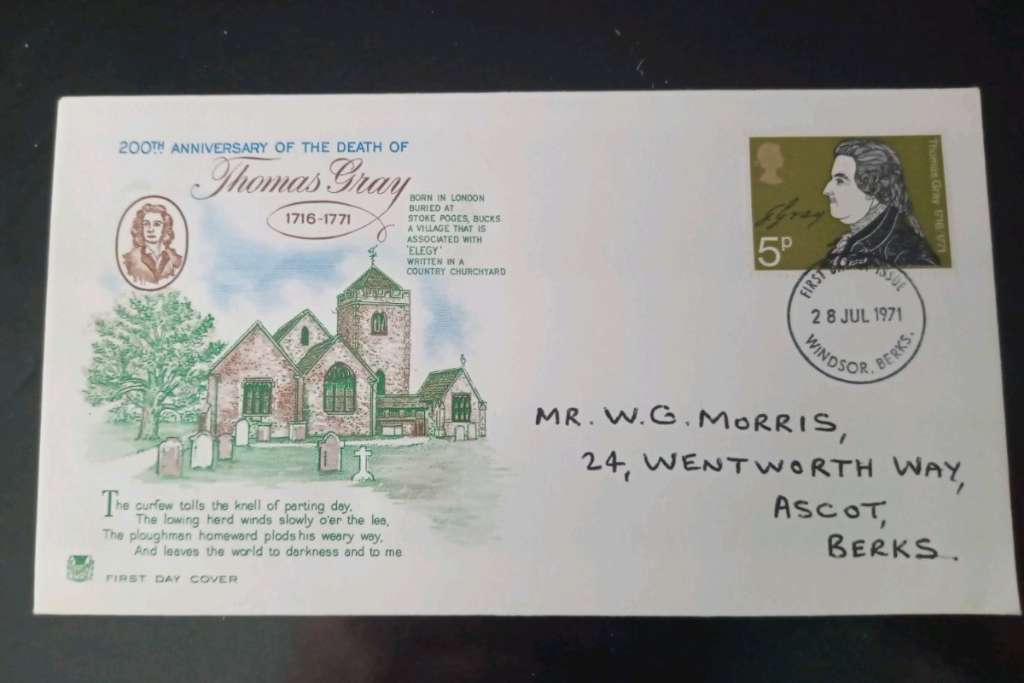 200TH ANNIVERSARY OF THE DEATH OF
Thomas Gray
1716-1771
BORN IN LONDON
BURIED AT
STOKE POGES, BUCKS
A VILLAGE THAT IS
ASSOCIATED WITH
'ELEGY'
WRITTEN IN A
COUNTRY CHURCHYARD
The curfew tolls the knell of parting day,
The lowing herd winds slowly o'er the lea,
The ploughman homeward plods his weary way,
And leaves the world to darkness and to me
FIRST DAY COVER
Thomas Gray 1716-1771
T Gray
5p
FIRST DAY OF ISSUE
28 JUL 1971
WINDSOR, BERKS.
MR. W.G. MORRIS,
24, WENTWORTH WAY,
ASCOT,
BERKS.